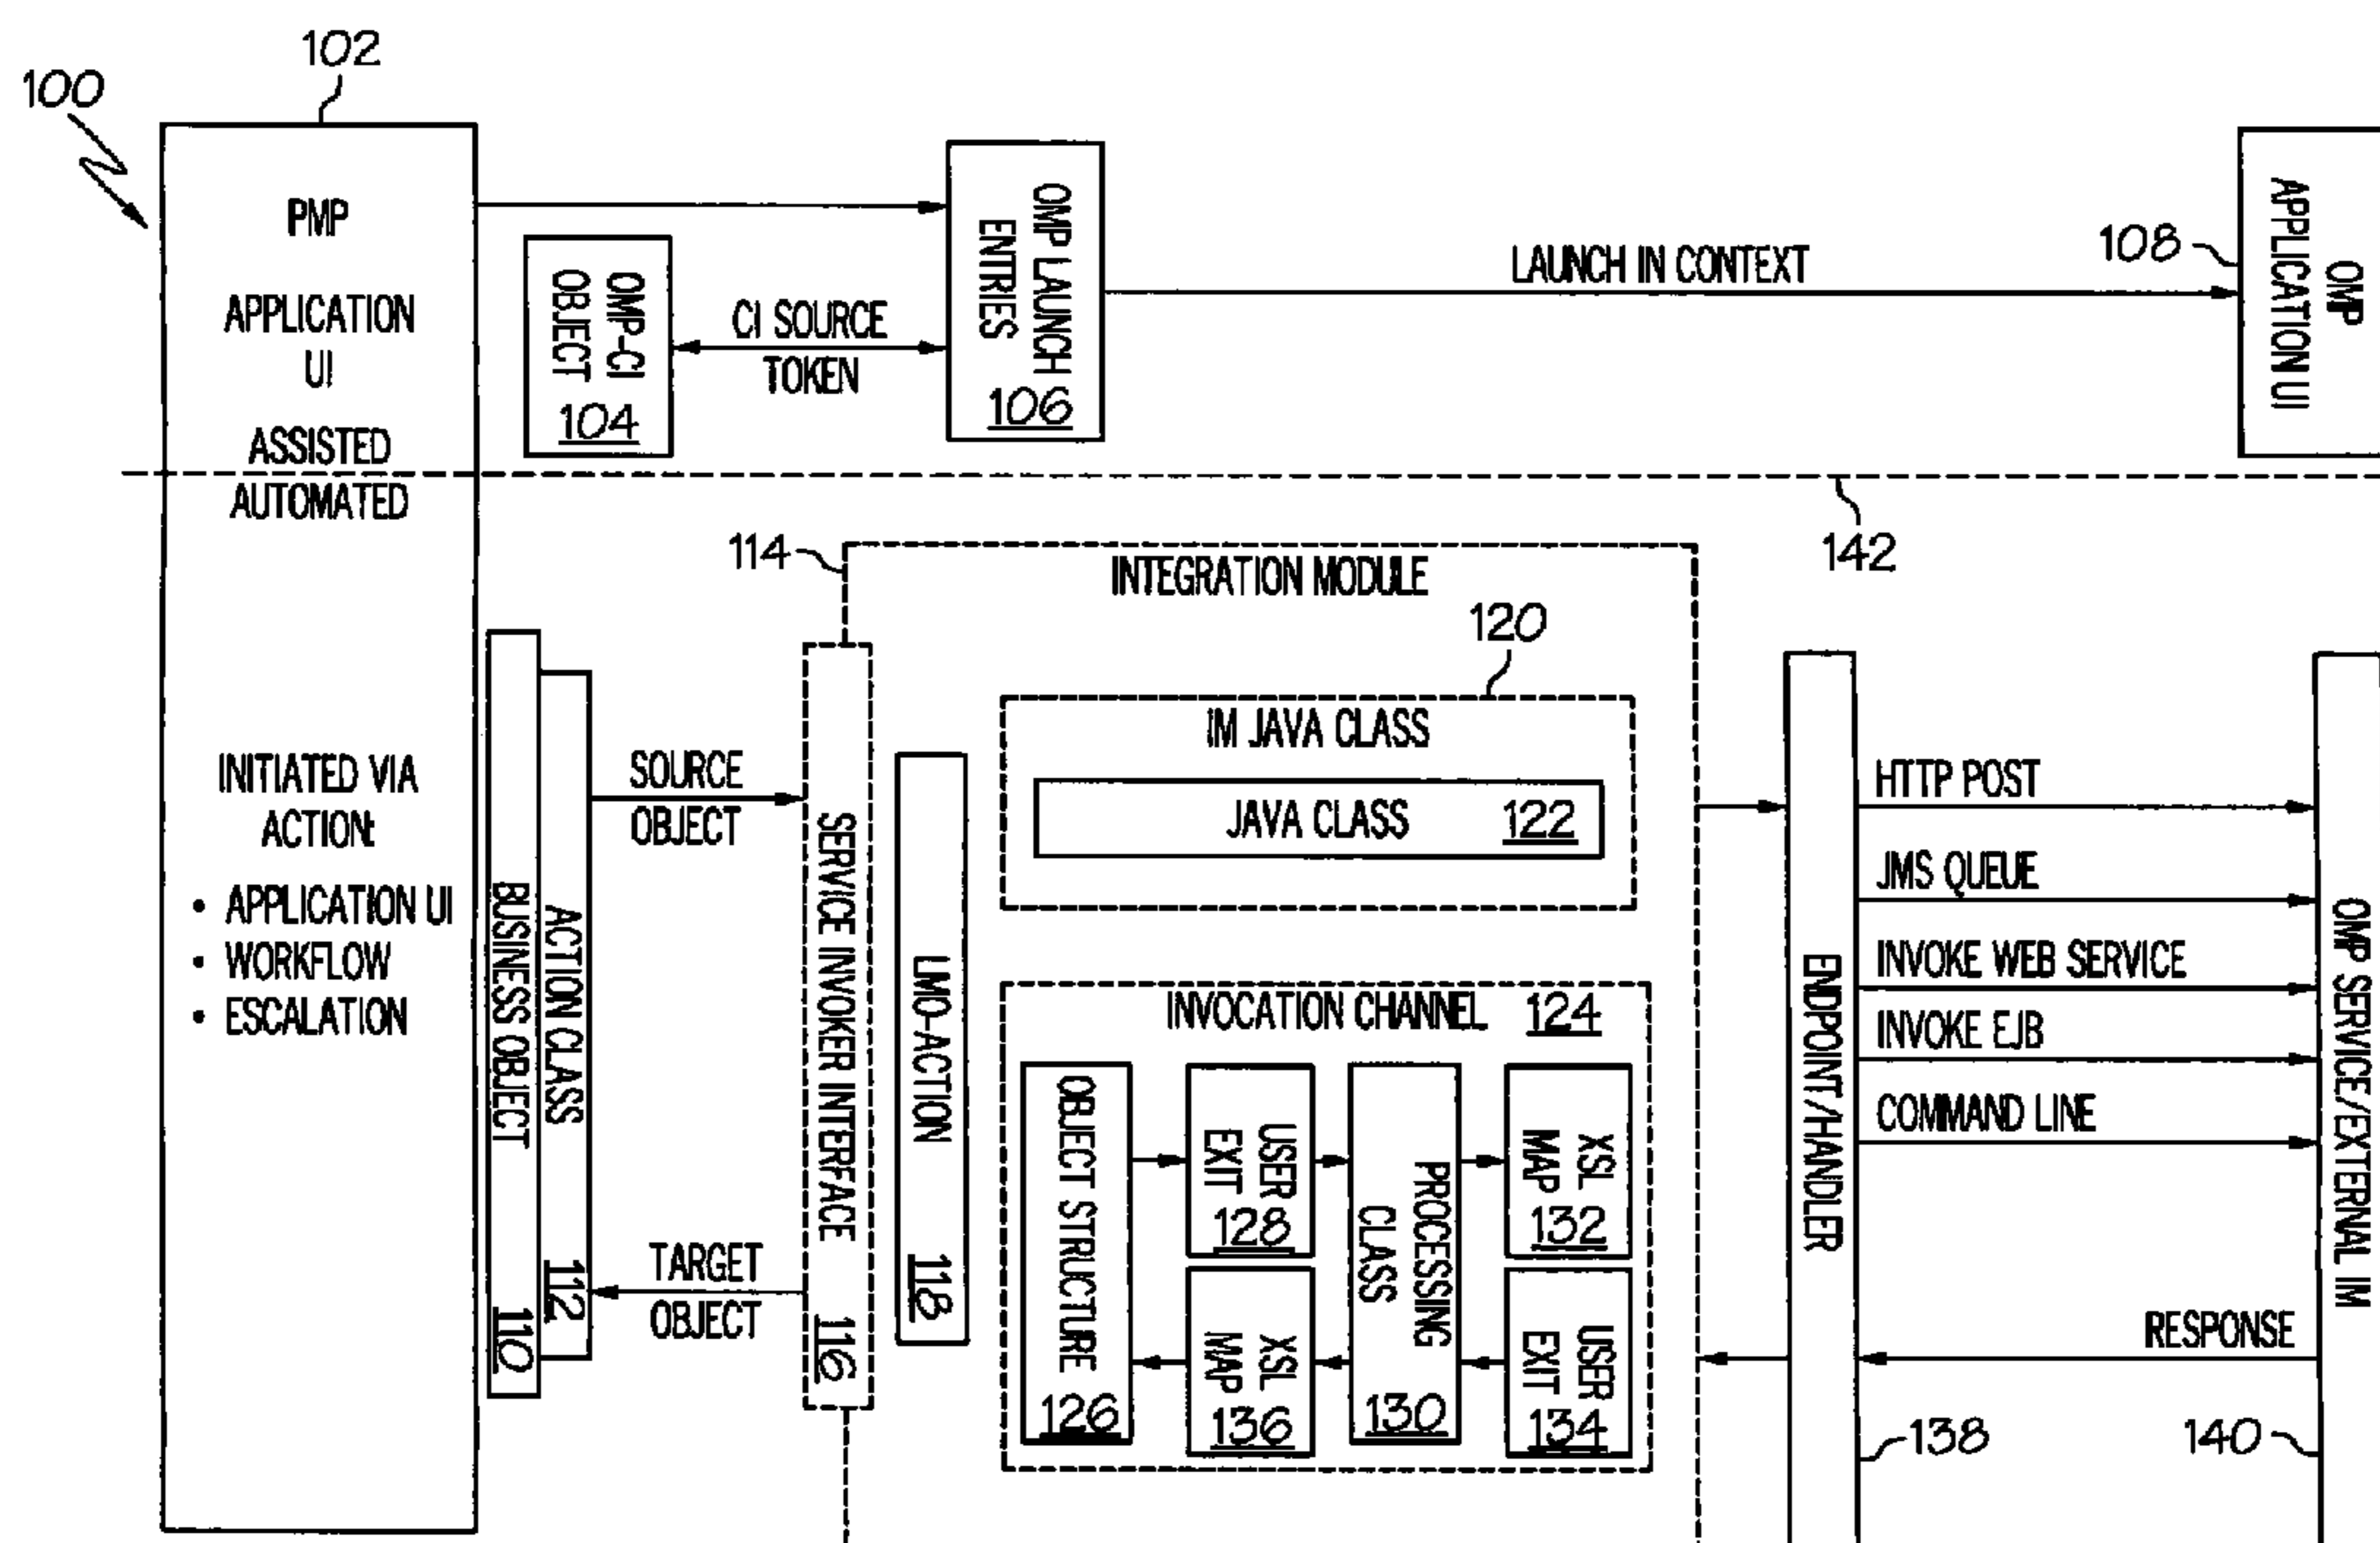 100
102
PMP
APPLICATION
UI
ASSISTED
AUTOMATED
INITIATED VIA
ACTION:
• APPLICATION UI
• WORKFLOW
• ESCALATION
OMP-CI
OBJECT
104
CI SOURCE
TOKEN
OMP LAUNCH
ENTRIES
106
LAUNCH IN CONTEXT
108
OMP
APPLICATION UI
142
BUSINESS OBJECT
110
ACTION CLASS
112
SOURCE
OBJECT
TARGET
OBJECT
114
INTEGRATION MODULE
SERVICE INVOKER INTERFACE
116
LMO-ACTION
118
120
IM JAVA CLASS
JAVA CLASS 122
INVOCATION CHANNEL 124
OBJECT STRUCTURE
126
USER
EXIT
128
PROCESSING
CLASS
130
XSL
MAP
132
USER
EXIT
134
XSL
MAP
136
ENDPOINT/HANDLER
138
HTTP POST
JMS QUEUE
INVOKE WEB SERVICE
INVOKE EJB
COMMAND LINE
RESPONSE
OMP SERVICE/EXTERNAL IM
140